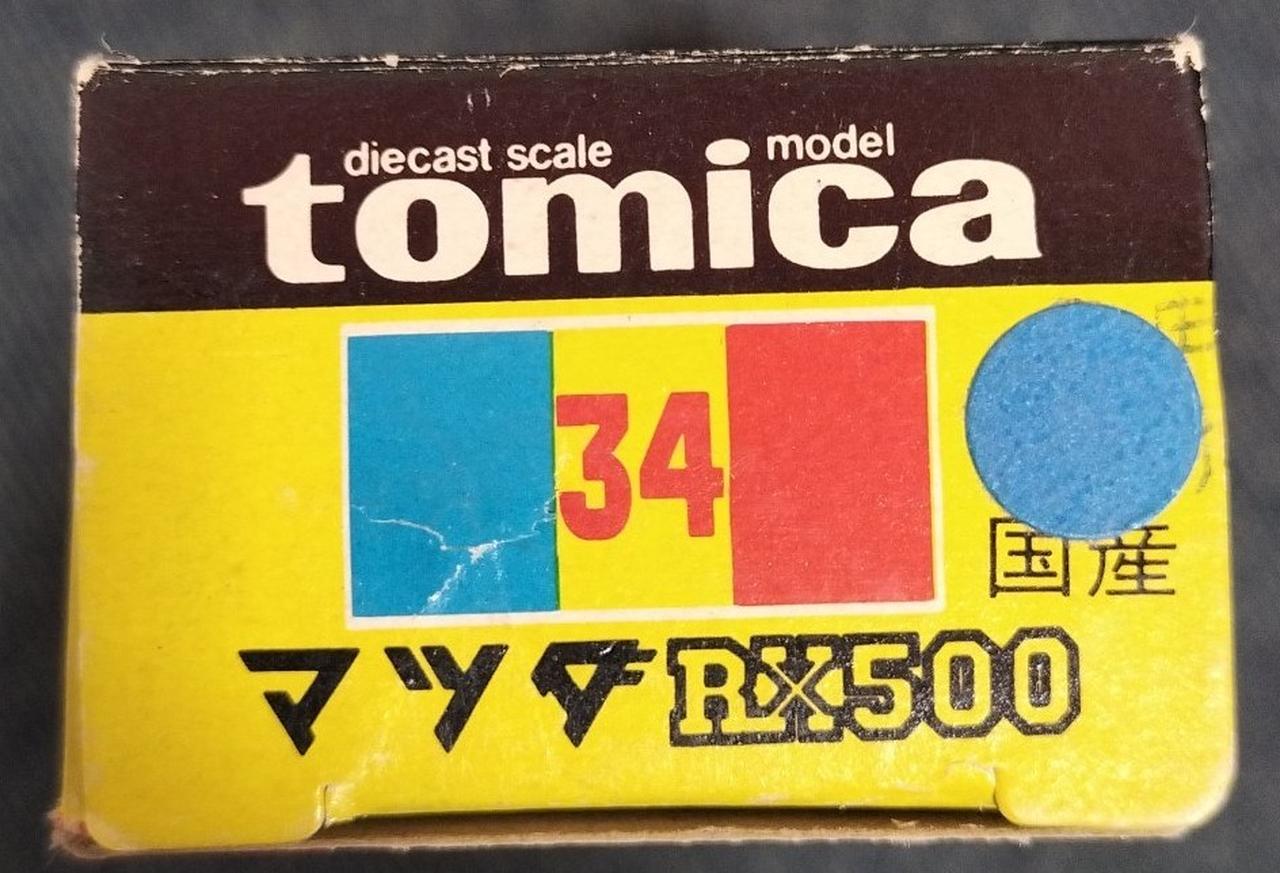 diecast scale model
tomica
34
国産
マツダ RX500